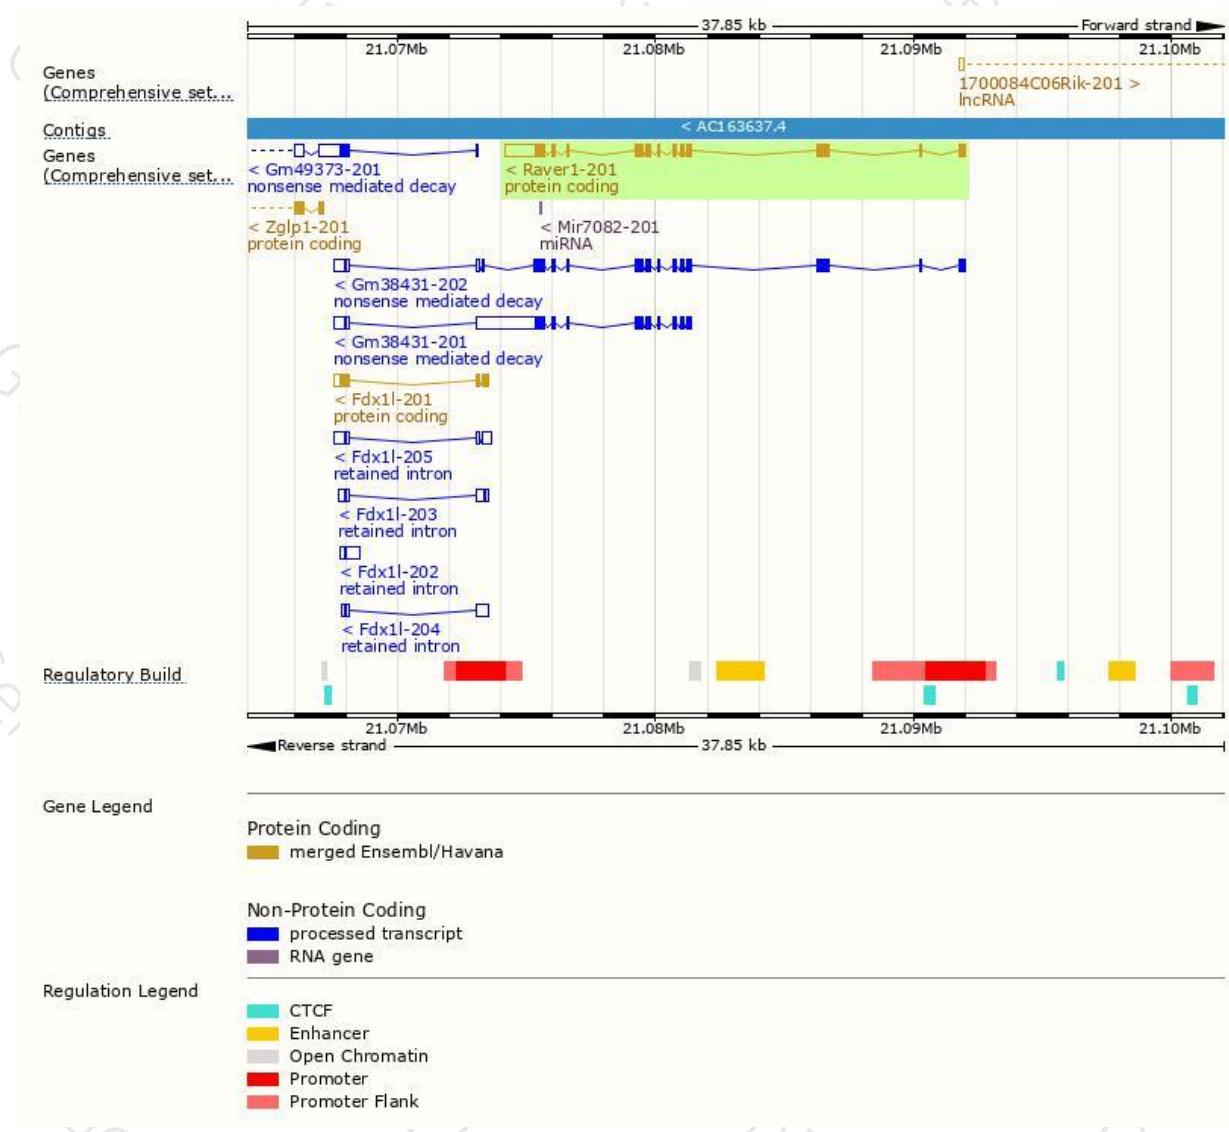 37.85 kb
Forward strand
21.07Mb 21.08Mb 21.09Mb 21.10Mb
Genes
(Comprehensive set...
1700084C06Rik-201 >
lncRNA
Contigs
< AC163637.4
Genes
(Comprehensive set...
< Gm49373-201
nonsense mediated decay
< Raver1-201
protein coding
< Zglp1-201
protein coding
< Mir7082-201
miRNA
< Gm38431-202
nonsense mediated decay
< Gm38431-201
nonsense mediated decay
< Fdx1l-201
protein coding
< Fdx1l-205
retained intron
< Fdx1l-203
retained intron
< Fdx1l-202
retained intron
< Fdx1l-204
retained intron
Regulatory Build
21.07Mb 21.08Mb 21.09Mb 21.10Mb
Reverse strand
37.85 kb
Gene Legend
Protein Coding
merged Ensembl/Havana
Non-Protein Coding
processed transcript
RNA gene
Regulation Legend
CTCF
Enhancer
Open Chromatin
Promoter
Promoter Flank